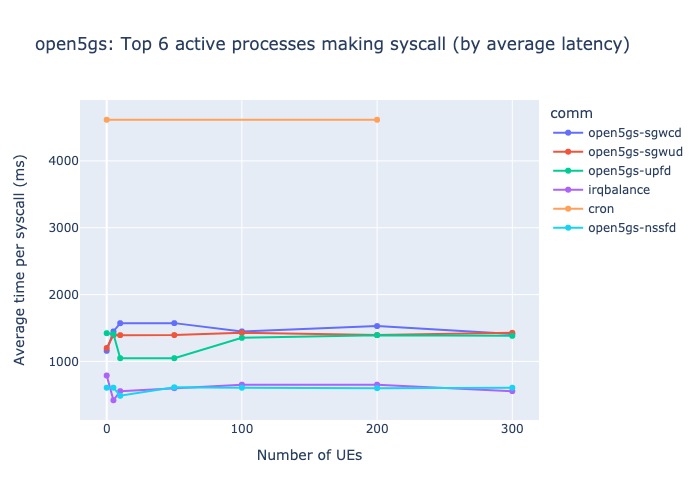 open5gs: Top 6 active processes making syscall (by average latency)
comm
open5gs-sgwcd
open5gs-sgwud
open5gs-upfd
irqbalance
cron
open5gs-nssfd
Average time per syscall (ms)
4000
3000
2000
1000
0
100
200
300
Number of UEs